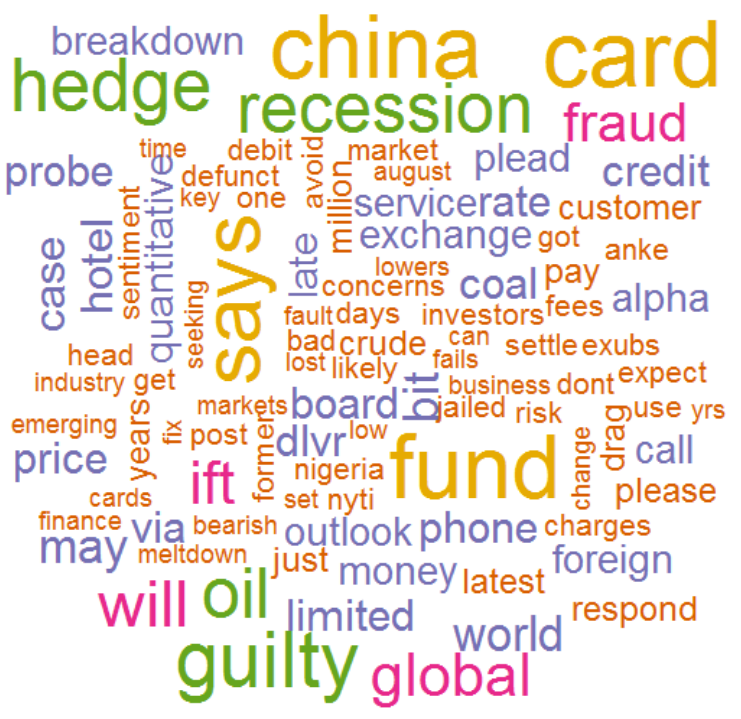 breakdown china card
hedge recession fraud
time debit avoid market plead
probe quantitative defunct million august credit
key one service rate customer
case hotel sentiment says late exchange got anke
lowers
seeking concerns coal pay
fault days investors fees alpha
head bad crude can settle exubs
industry get lost likely fails
years markets board bit business dont expect
emerging fix post former dlvr low jailed risk drag use yrs
price ift nigeria fund change call
cards set nyti please
finance via bearish outlook phone charges
may meltdown just money latest foreign
will oil limited respond
guilty global world